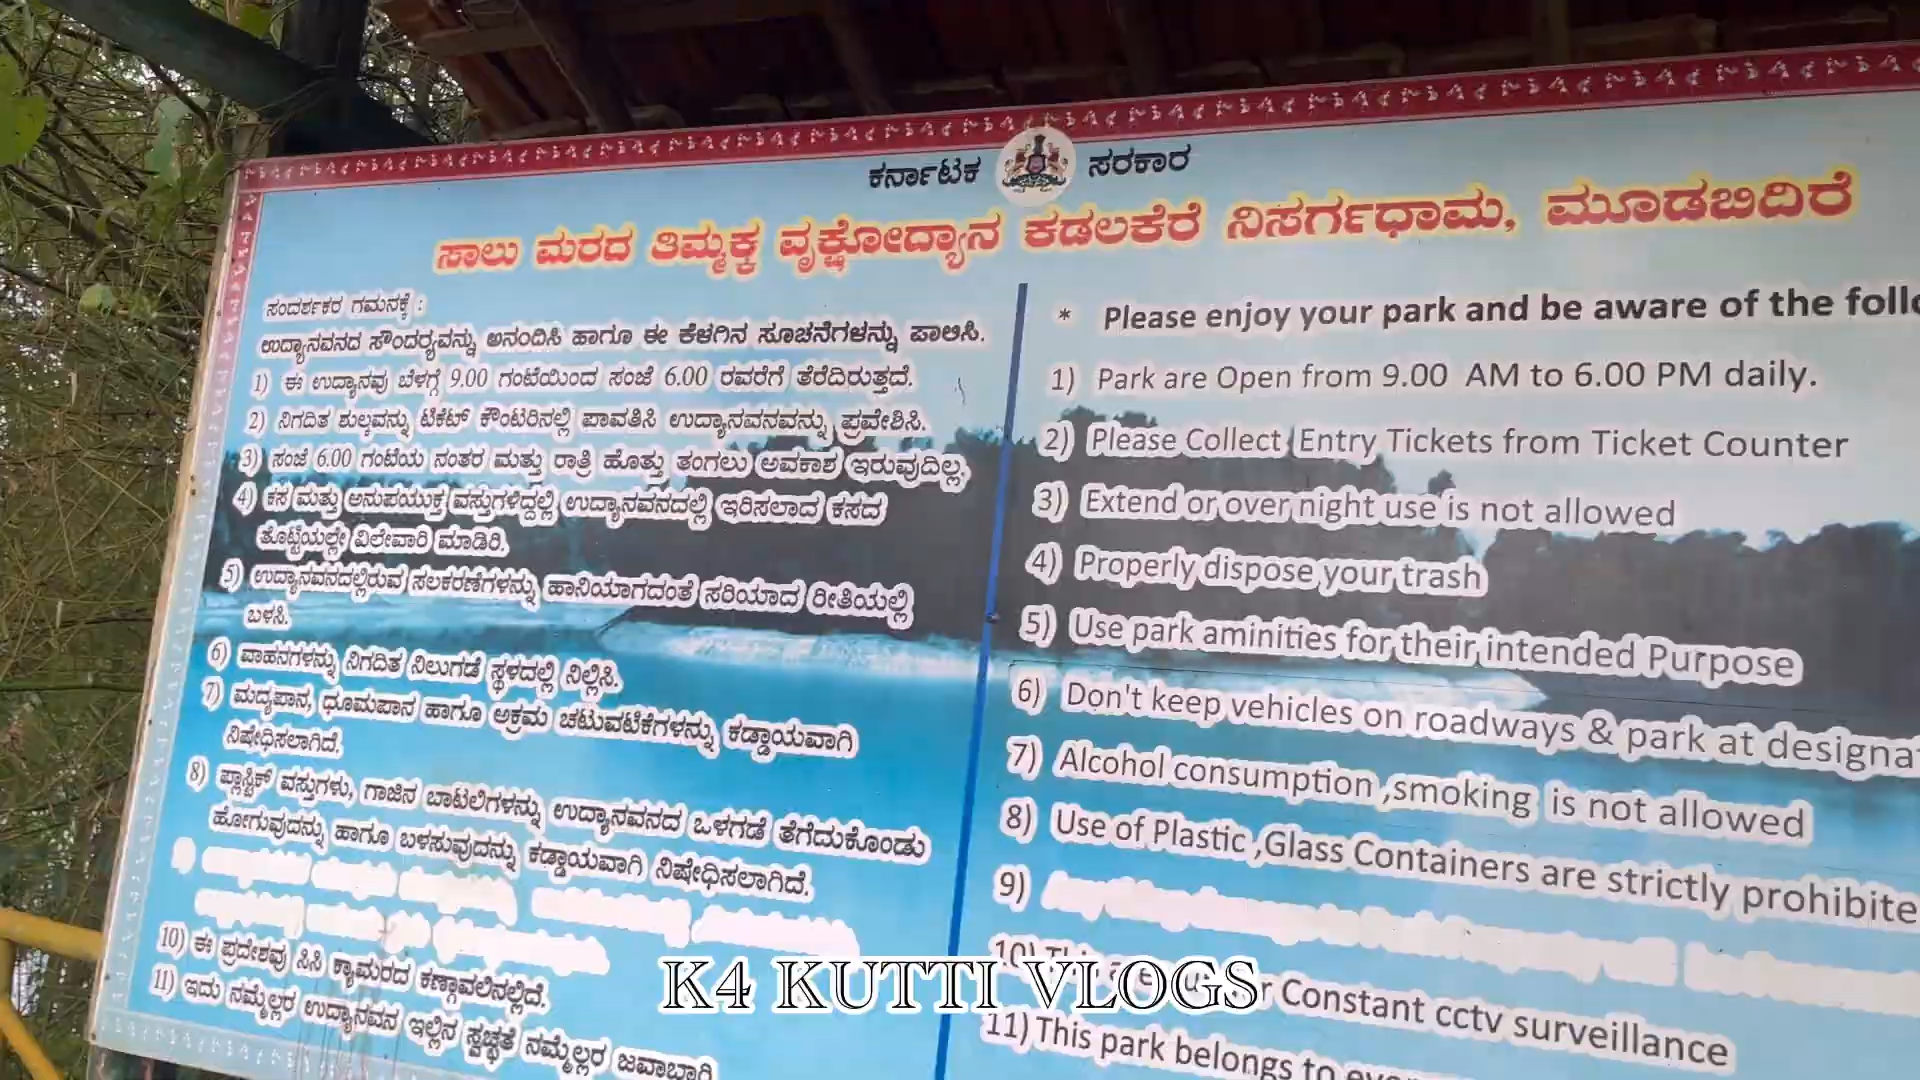 ಕರ್ನಾಟಕ ಸರಕಾರ
ಸಾಲು ಮರದ ತಿಮ್ಮಕ್ಕ ವೃಕ್ಷೋದ್ಯಾನ ಕಡಲಕೆರೆ ನಿಸರ್ಗಧಾಮ, ಮೂಡಬಿದಿರೆ
ಸಂದರ್ಶಕರ ಗಮನಕ್ಕೆ :
ಉದ್ಯಾನವನದ ಸೌಂದರ್ಯವನ್ನು ಆನಂದಿಸಿ ಹಾಗೂ ಈ ಕೆಳಗಿನ ಸೂಚನೆಗಳನ್ನು ಪಾಲಿಸಿ.
1) ಈ ಉದ್ಯಾನವು ಬೆಳಗ್ಗೆ 9.00 ಗಂಟೆಯಿಂದ ಸಂಜೆ 6.00 ರವರೆಗೆ ತೆರೆದಿರುತ್ತದೆ.
2) ನಿಗದಿತ ಶುಲ್ಕವನ್ನು ಟಿಕೆಟ್ ಕೌಂಟರಿನಲ್ಲಿ ಪಾವತಿಸಿ ಉದ್ಯಾನವನವನ್ನು ಪ್ರವೇಶಿಸಿ.
3) ಸಂಜೆ 6.00 ಗಂಟೆಯ ನಂತರ ಮತ್ತು ರಾತ್ರಿ ಹೊತ್ತು ತಂಗಲು ಅವಕಾಶ ಇರುವುದಿಲ್ಲ.
4) ಕಸ ಮತ್ತು ಅನುಪಯುಕ್ತ ವಸ್ತುಗಳಿದ್ದಲ್ಲಿ ಉದ್ಯಾನವನದಲ್ಲಿ ಇರಿಸಲಾದ ಕಸದ
ತೊಟ್ಟಿಯಲ್ಲೇ ವಿಲೇವಾರಿ ಮಾಡಿರಿ.
5) ಉದ್ಯಾನವನದಲ್ಲಿರುವ ಸಲಕರಣೆಗಳನ್ನು ಹಾನಿಯಾಗದಂತೆ ಸರಿಯಾದ ರೀತಿಯಲ್ಲಿ
ಬಳಸಿ.
6) ವಾಹನಗಳನ್ನು ನಿಗದಿತ ನಿಲುಗಡೆ ಸ್ಥಳದಲ್ಲಿ ನಿಲ್ಲಿಸಿ.
7) ಮದ್ಯಪಾನ, ಧೂಮಪಾನ ಹಾಗೂ ಅಕ್ರಮ ಚಟುವಟಿಕೆಗಳನ್ನು ಕಡ್ಡಾಯವಾಗಿ
ನಿಷೇಧಿಸಲಾಗಿದೆ.
8) ಪ್ಲಾಸ್ಟಿಕ್ ವಸ್ತುಗಳು, ಗಾಜಿನ ಬಾಟಲಿಗಳನ್ನು ಉದ್ಯಾನವನದ ಒಳಗಡೆ ತೆಗೆದುಕೊಂಡು
ಹೋಗುವುದನ್ನು ಹಾಗೂ ಬಳಸುವುದನ್ನು ಕಡ್ಡಾಯವಾಗಿ ನಿಷೇಧಿಸಲಾಗಿದೆ.
10) ಈ ಪ್ರದೇಶವು ಸಿಸಿ ಕ್ಯಾಮರದ ಕಣ್ಗಾವಲಿನಲ್ಲಿದೆ.
11) ಇದು ನಮ್ಮೆಲ್ಲರ ಉದ್ಯಾನವನ ಇಲ್ಲಿನ ಸ್ವಚ್ಛತೆ ನಮ್ಮೆಲ್ಲರ ಜವಾಬ್ದಾರಿ
* Please enjoy your park and be aware of the follo
1) Park are Open from 9.00 AM to 6.00 PM daily.
2) Please Collect Entry Tickets from Ticket Counter
3) Extend or over night use is not allowed
4) Properly dispose your trash
5) Use park aminities for their intended Purpose
6) Don't keep vehicles on roadways & park at designa
7) Alcohol consumption ,smoking is not allowed
8) Use of Plastic ,Glass Containers are strictly prohibite
9)
10) Constant cctv surveillance
11) This park belongs to
K4 KUTTI VLOGS